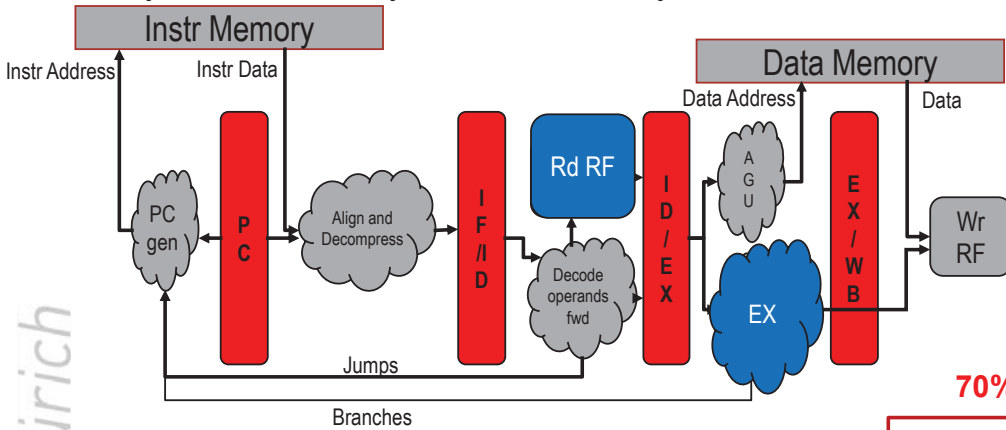 Instr Memory
Data Memory
Instr Address
Instr Data
Data Address
Data
PC
gen
P
C
Align and
Decompress
I
F
/I
D
Rd RF
Decode
operands
fwd
I
D
/
E
X
A
G
U
EX
E
X
/
W
B
Wr
RF
Jumps
Branches
70%